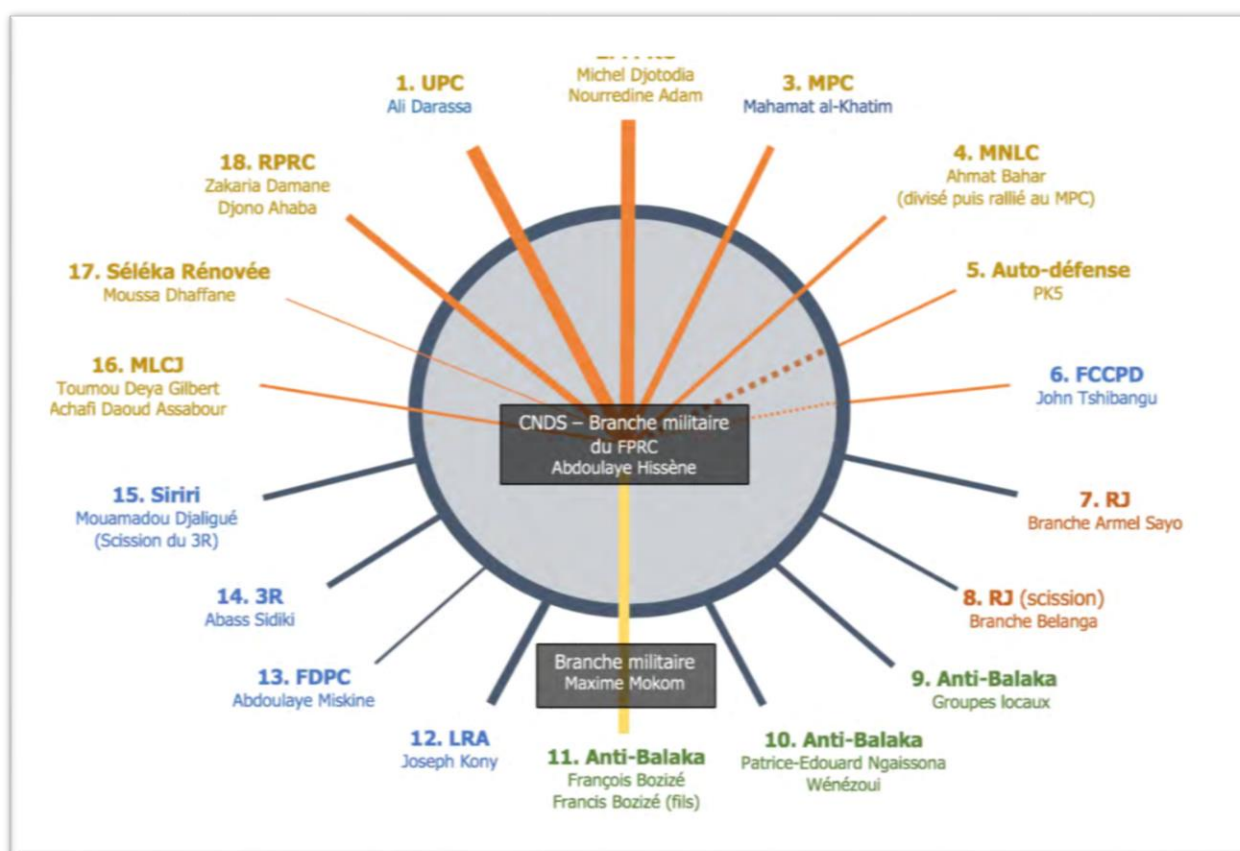 1. UPC
Ali Darassa
Michel Djotodia
Nourredine Adam
3. MPC
Mahamat al-Khatim
4. MNLC
Ahmat Bahar
(divisé puis rallié au MPC)
5. Auto-défense
PK5
6. FCCPD
John Tshibangu
7. RJ
Branche Armel Sayo
8. RJ (scission)
Branche Belanga
9. Anti-Balaka
Groupes locaux
10. Anti-Balaka
Patrice-Edouard Ngaissona
Wénézoui
11. Anti-Balaka
François Bozizé
Francis Bozizé (fils)
12. LRA
Joseph Kony
13. FDPC
Abdoulaye Miskine
14. 3R
Abass Sidiki
15. Siriri
Mouamadou Djaligué
(Scission du 3R)
16. MLCJ
Toumou Deya Gilbert
Achafi Daoud Assabour
17. Séléka Rénovée
Moussa Dhaffane
18. RPRC
Zakaria Damane
Djono Ahaba
CNDS – Branche militaire
du FPRC
Abdoulaye Hissène
Branche militaire
Maxime Mokom